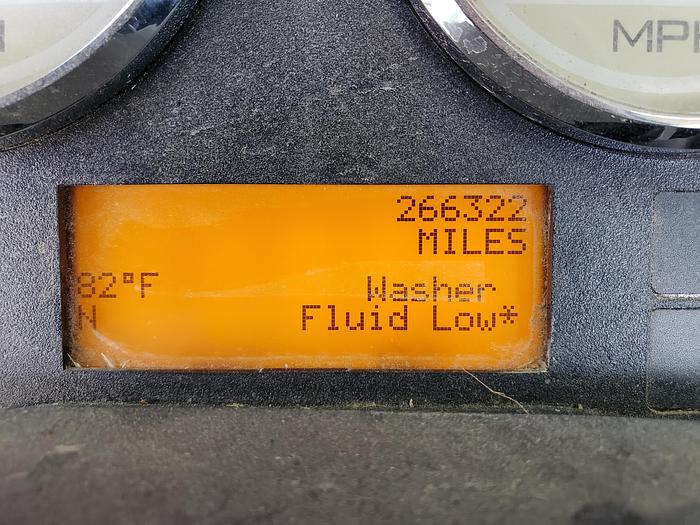 MPH
266322
MILES
82°F
Washer
N
Fluid Low*